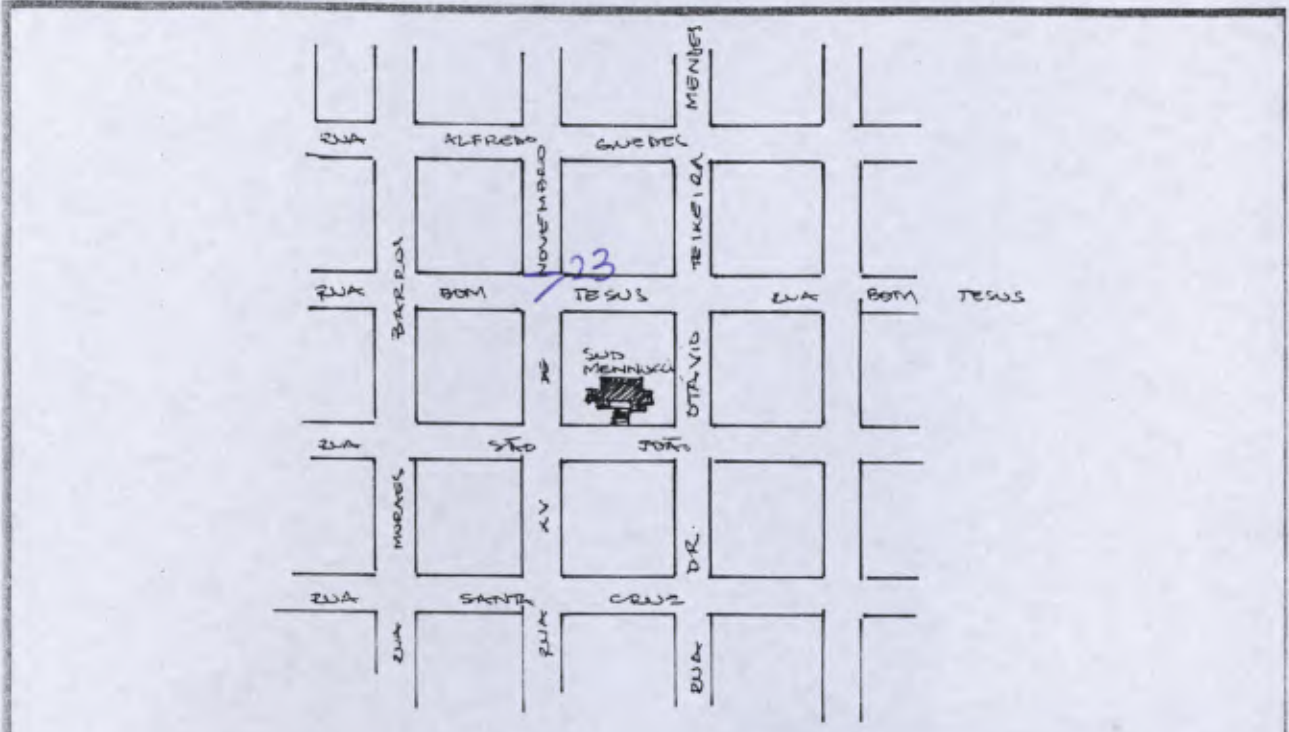 RUA ALFREDO GUEDES
RUA BOM JESUS RUA BOM JESUS
23
SUD
MENNUCCI
RUA SÃO JOÃO
RUA SANTA CRUZ
RUA MORAES BARROS
RUA XV DE NOVEMBRO
RUA DR. OTÁVIO TEIXEIRA MENDES